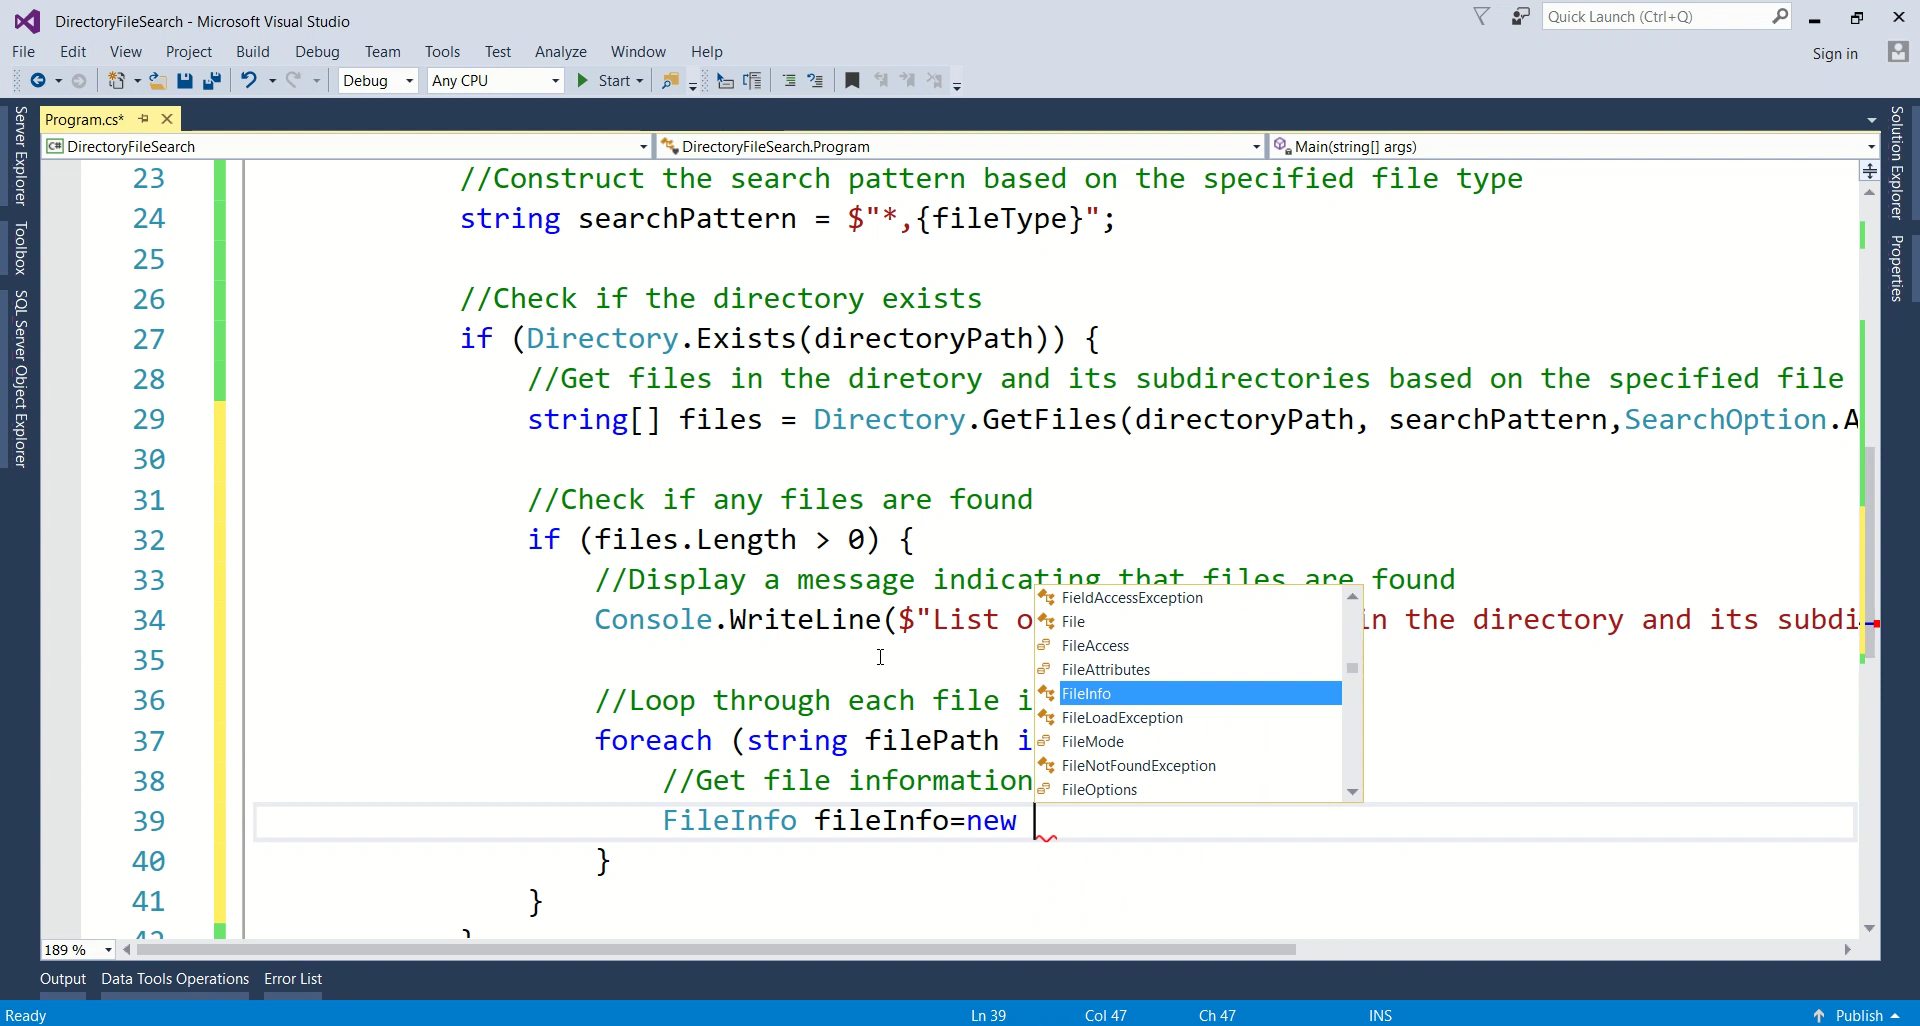 DirectoryFileSearch - Microsoft Visual Studio
Quick Launch (Ctrl+Q)
File Edit View Project Build Debug Team Tools Test Analyze Window Help
Sign in
Debug Any CPU Start
Program.cs*
C# DirectoryFileSearch
DirectoryFileSearch.Program
Main(string[] args)
Server Explorer
Toolbox
SQL Server Object Explorer
Solution Explorer
Properties
23 //Construct the search pattern based on the specified file type
24 string searchPattern = $"*,{fileType}";
25
26 //Check if the directory exists
27 if (Directory.Exists(directoryPath)) {
28 //Get files in the diretory and its subdirectories based on the specified file
29 string[] files = Directory.GetFiles(directoryPath, searchPattern,SearchOption.A
30
31 //Check if any files are found
32 if (files.Length > 0) {
33 //Display a message indicating that files are found
34 Console.WriteLine($"List o in the directory and its subdi
35
36 //Loop through each file i
37 foreach (string filePath i
38 //Get file information
39 FileInfo fileInfo=new
40 }
41 }
42 }
FieldAccessException
File
FileAccess
FileAttributes
FileInfo
FileLoadException
FileMode
FileNotFoundException
FileOptions
189 %
Output Data Tools Operations Error List
Ready Ln 39 Col 47 Ch 47 INS Publish